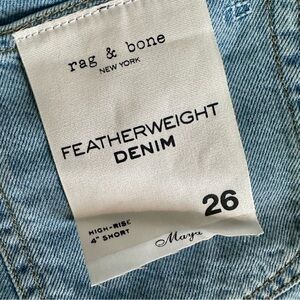 rag & bone
NEW YORK
FEATHERWEIGHT
DENIM
26
HIGH-RISE
4" SHORT
Maya